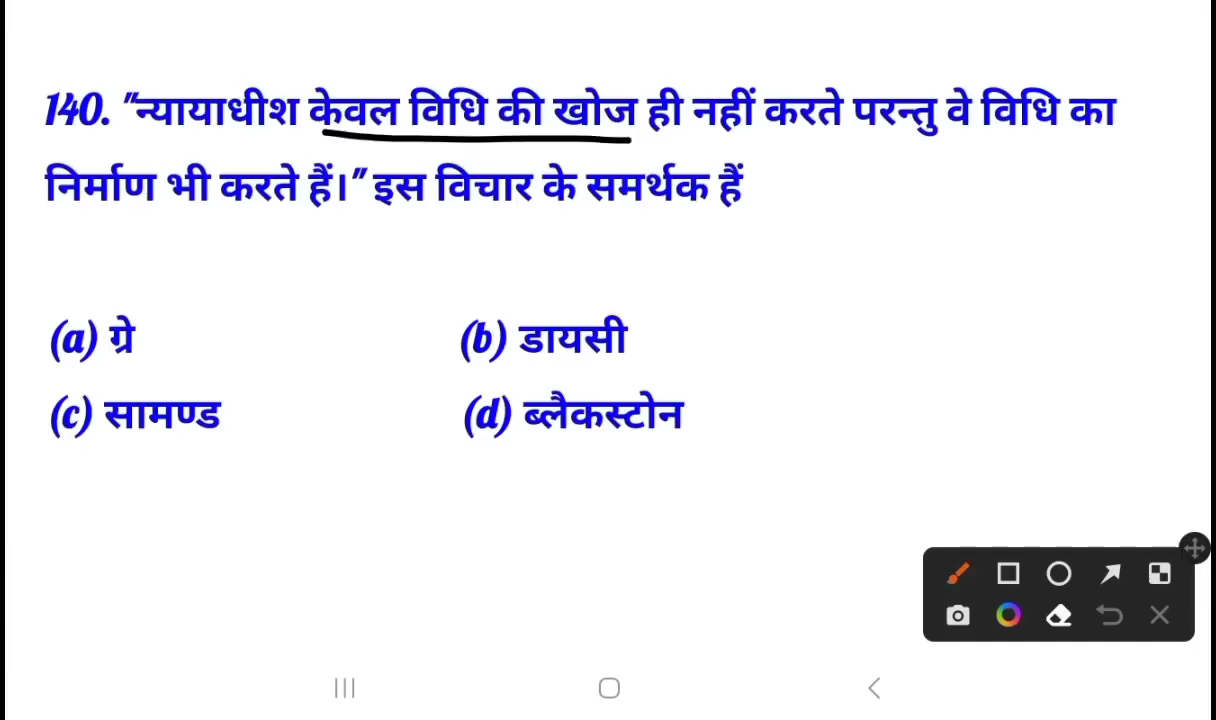 140. "न्यायाधीश केवल विधि की खोज ही नहीं करते परन्तु वे विधि का
निर्माण भी करते हैं।" इस विचार के समर्थक हैं
(a) ग्रे (b) डायसी
(c) सामण्ड (d) ब्लैकस्टोन